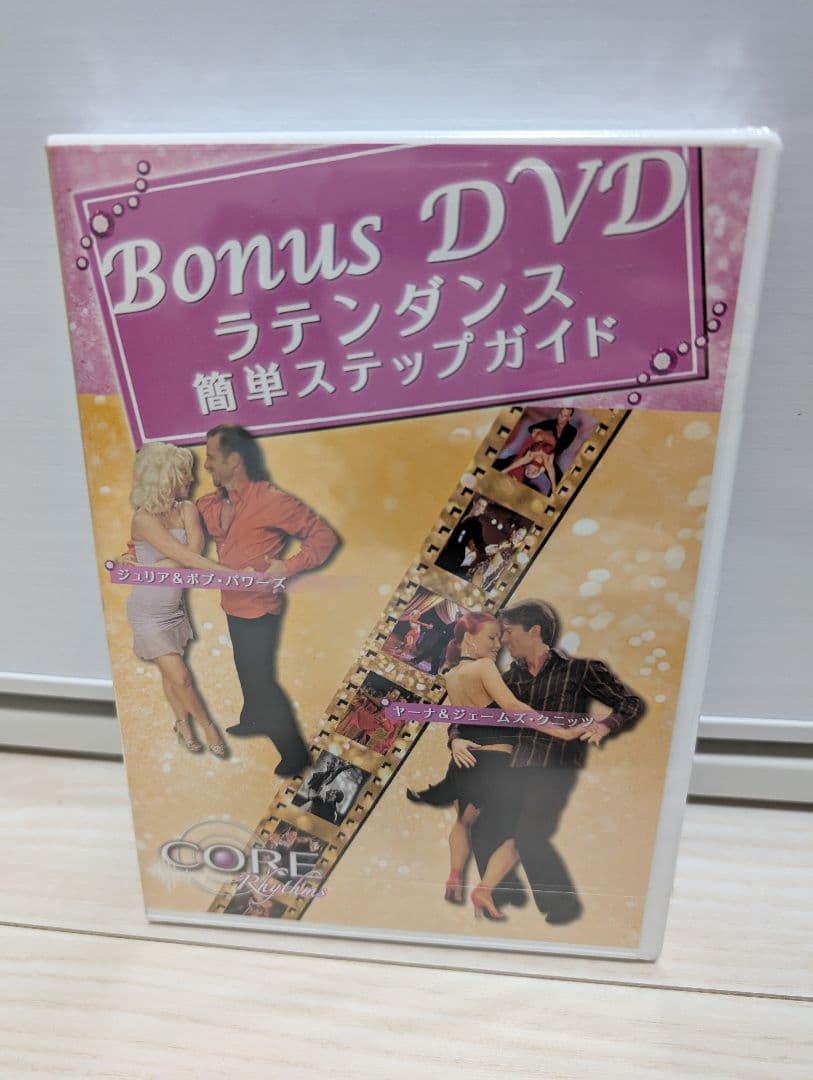 Bonus DVD
ラテンダンス
簡単ステップガイド
ジュリア&ボブ・パワーズ
ヤーナ&ジェームズ・クニッツ
CORE
Rhythms